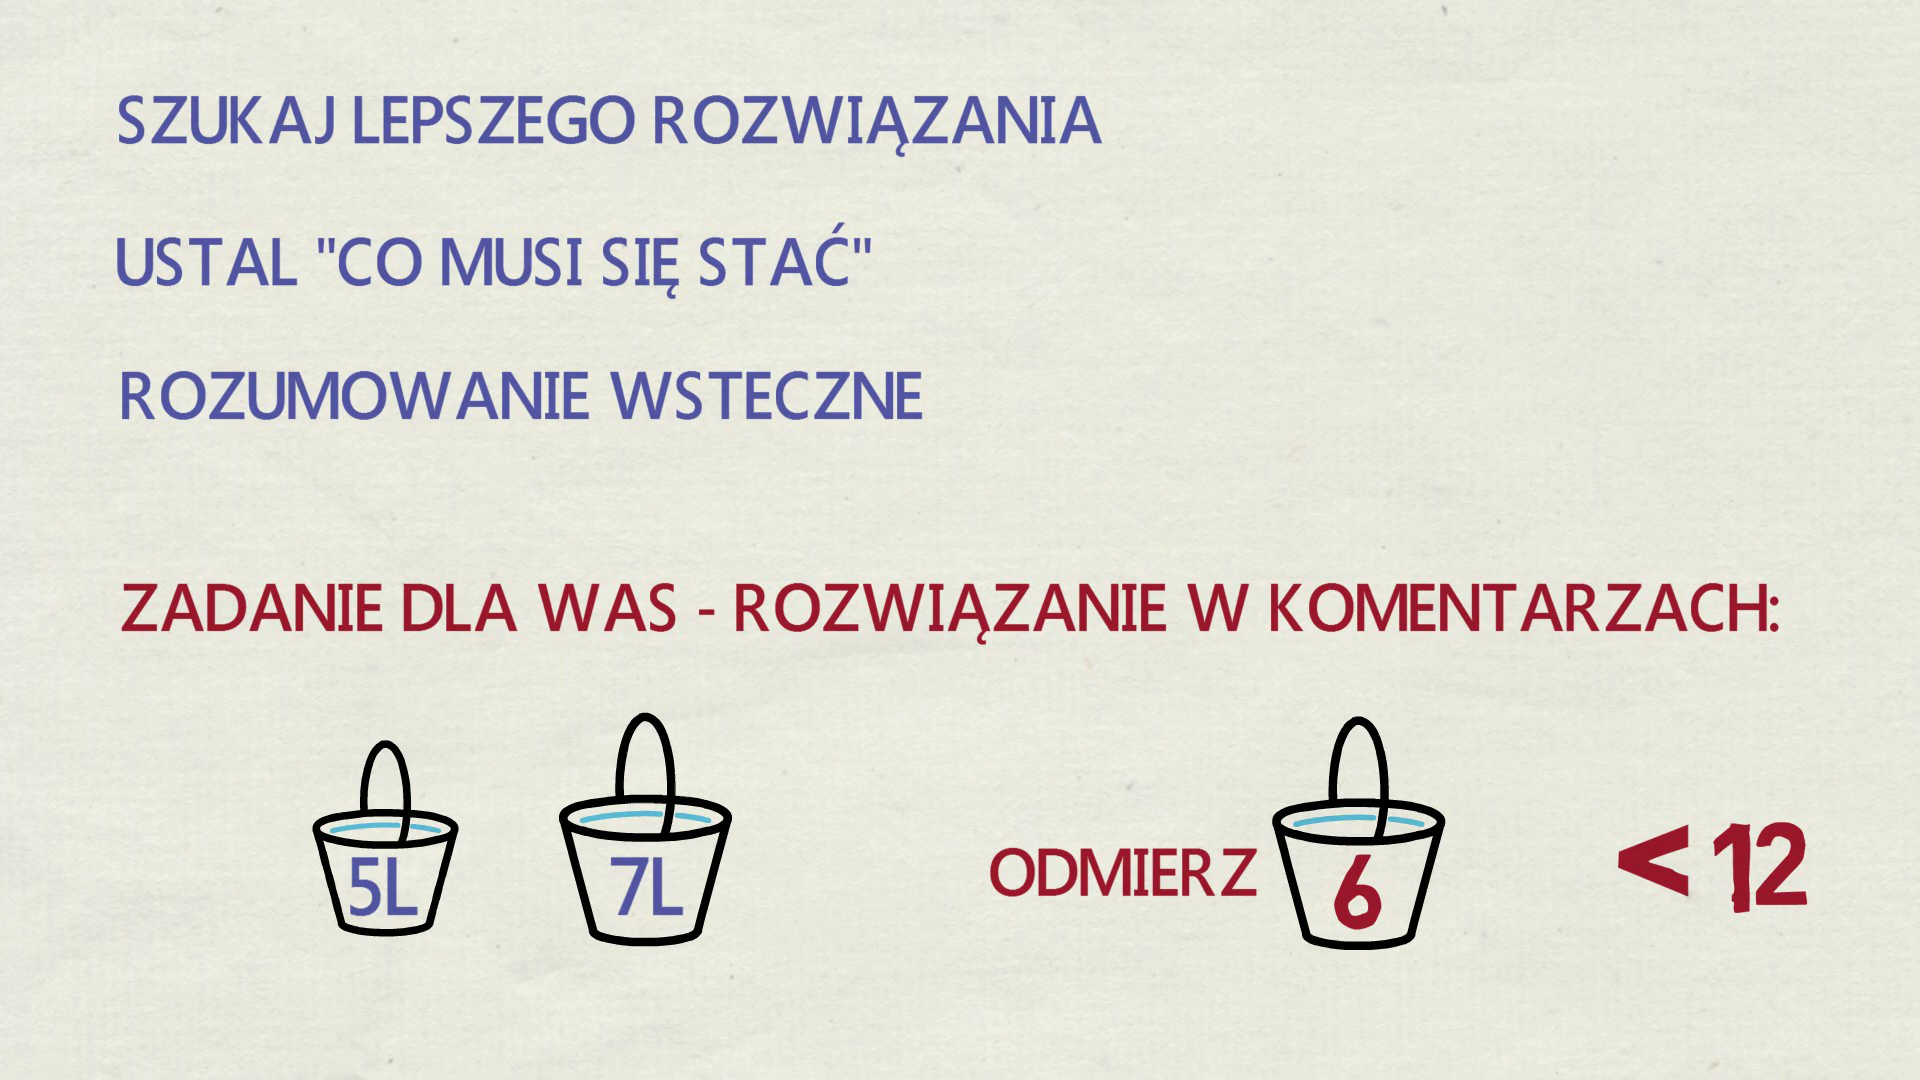 SZUKAJ LEPSZEGO ROZWIĄZANIA
USTAL "CO MUSI SIĘ STAĆ"
ROZUMOWANIE WSTECZNE
ZADANIE DLA WAS - ROZWIĄZANIE W KOMENTARZACH:
5L 7L ODMIERZ 6 < 12